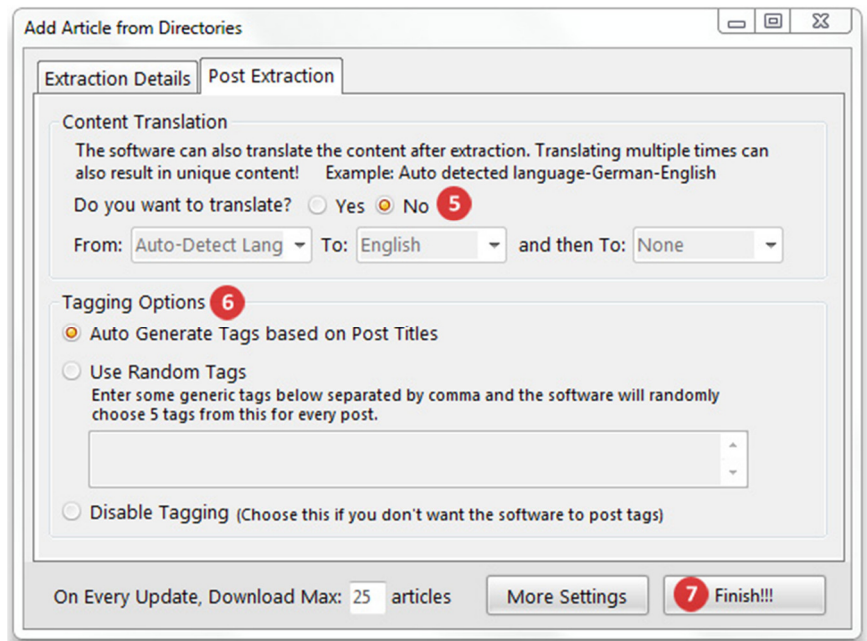 Add Article from Directories
Extraction Details
Post Extraction
Content Translation
The software can also translate the content after extraction. Translating multiple times can
also result in unique content! Example: Auto detected language-German-English
Do you want to translate? Yes No 5
From: Auto-Detect Lang To: English and then To: None
Tagging Options 6
Auto Generate Tags based on Post Titles
Use Random Tags
Enter some generic tags below separated by comma and the software will randomly
choose 5 tags from this for every post.
Disable Tagging (Choose this if you don't want the software to post tags)
On Every Update, Download Max: 25 articles More Settings 7 Finish!!!